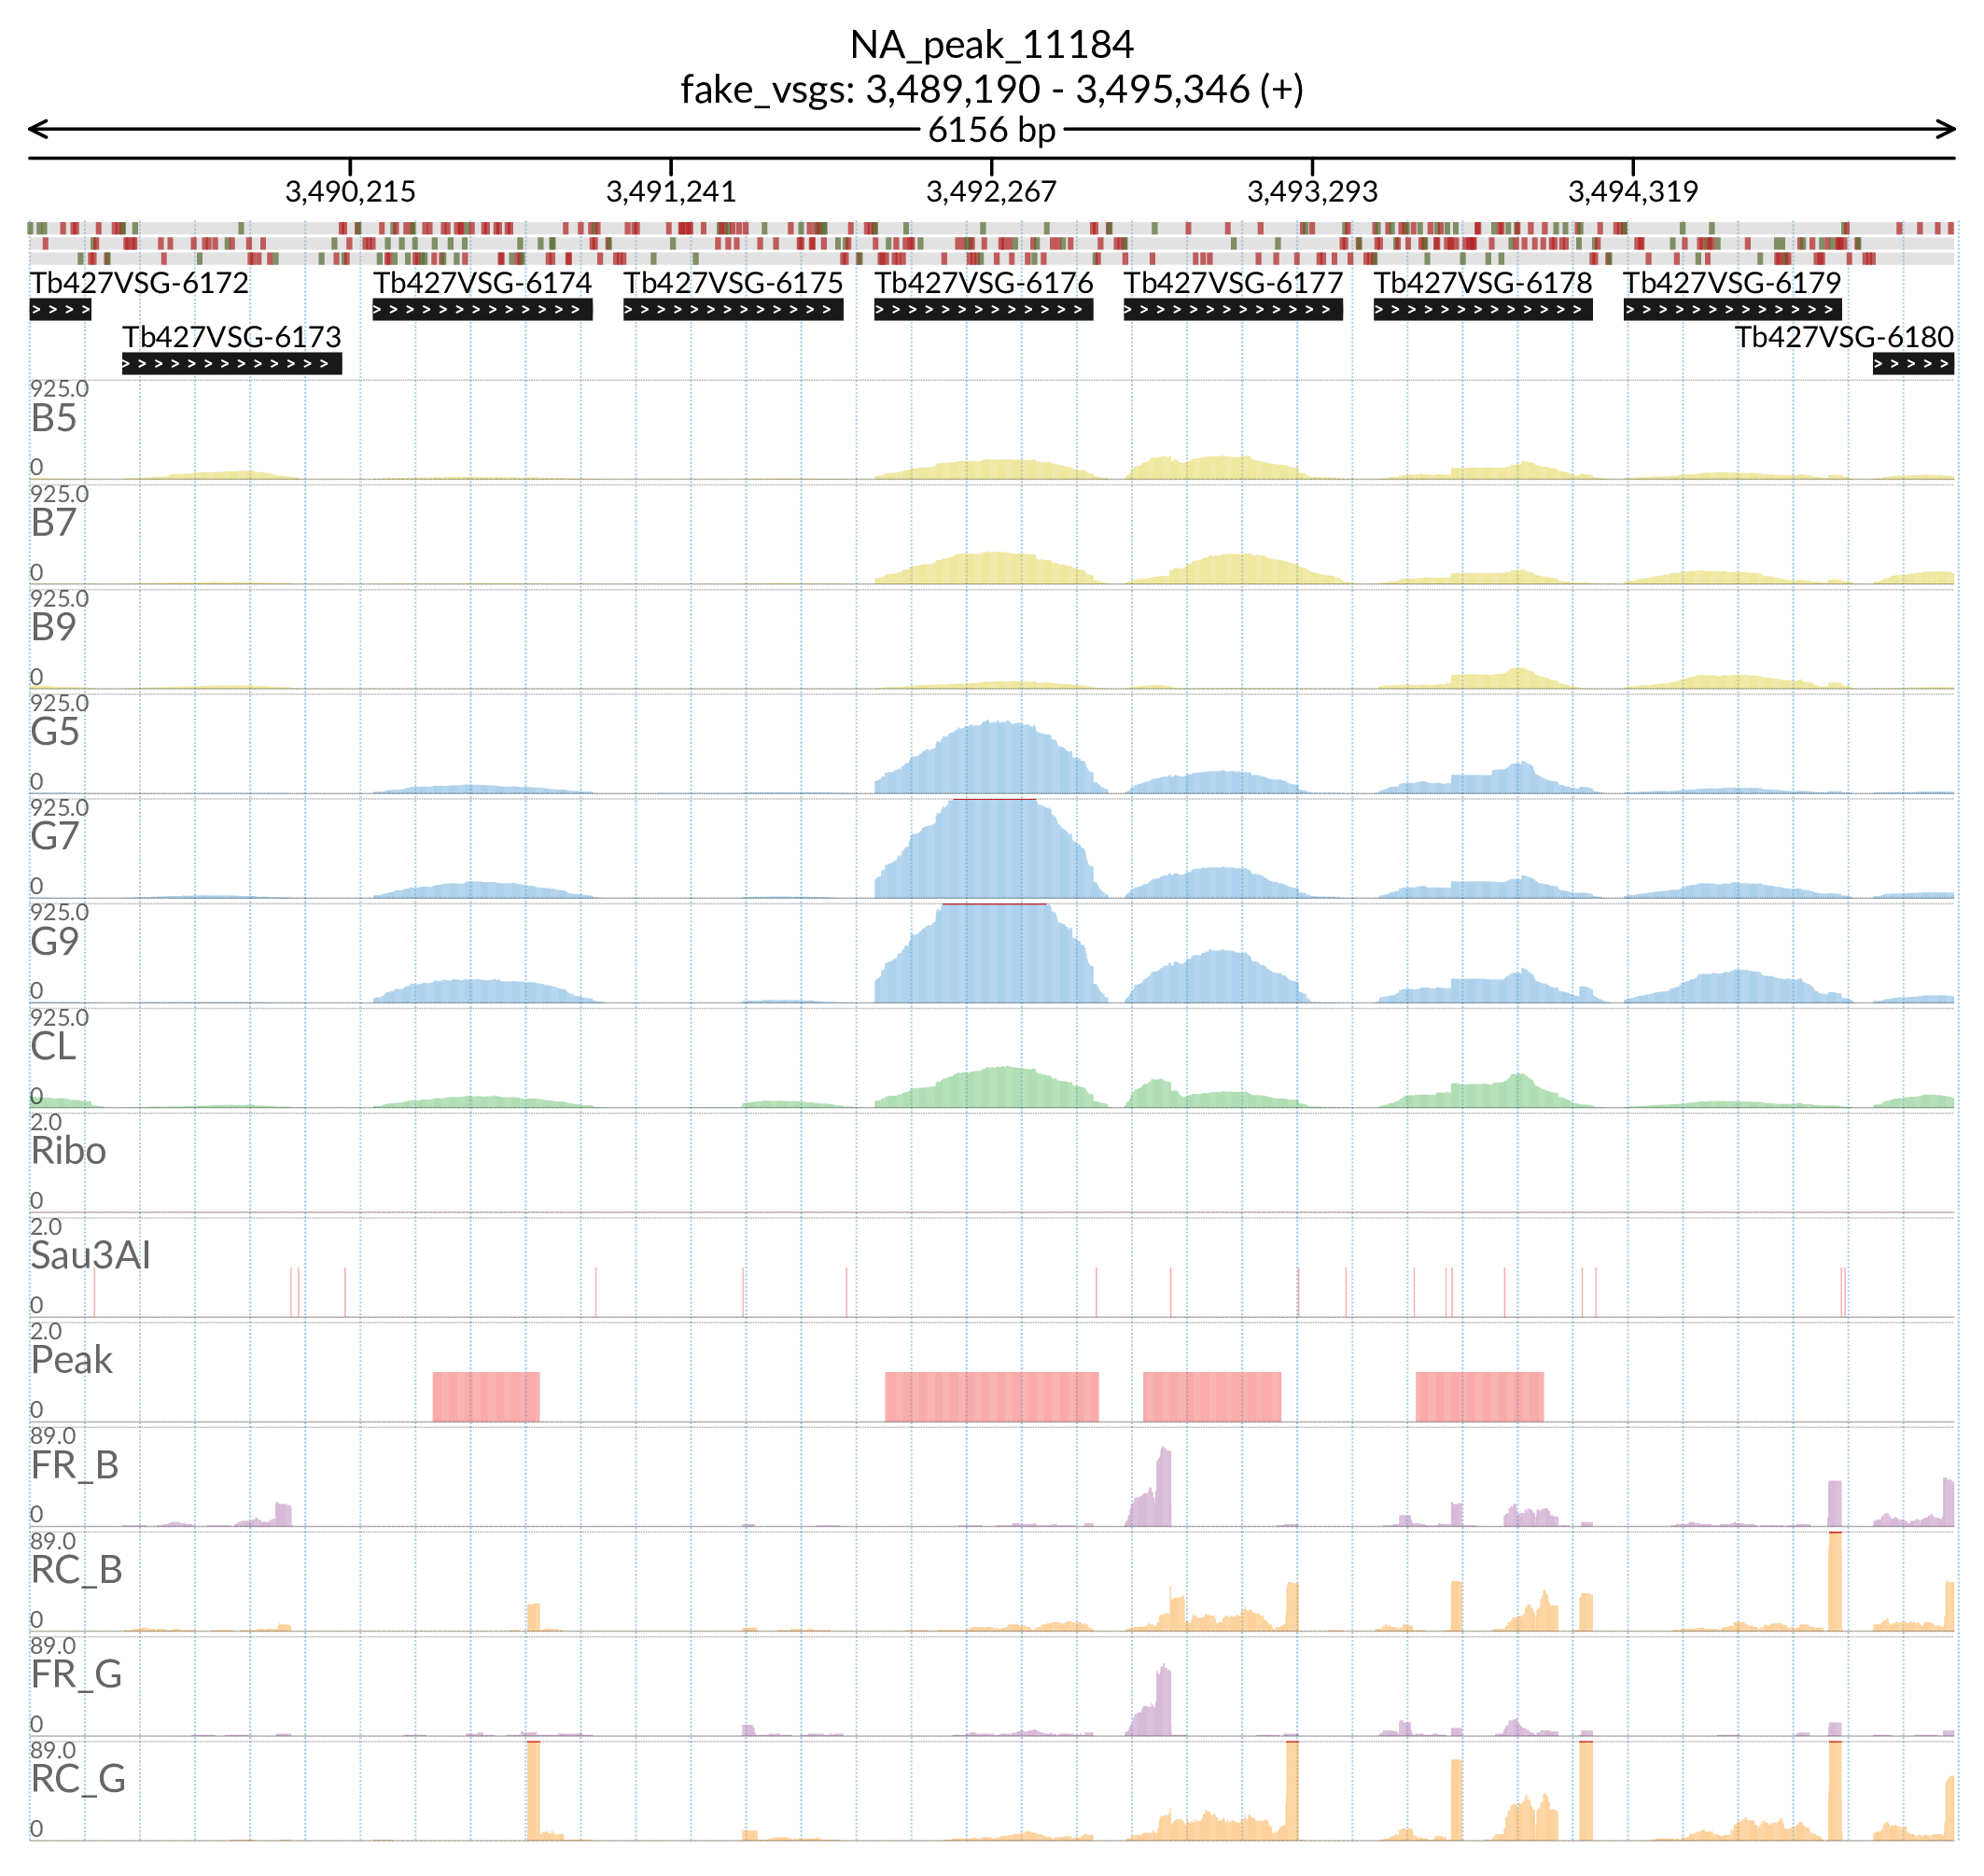 NA_peak_11184
fake_vsgs: 3,489,190 - 3,495,346 (+)
6156 bp
3,490,215 3,491,241 3,492,267 3,493,293 3,494,319
Tb427VSG-6172 Tb427VSG-6174 Tb427VSG-6175 Tb427VSG-6176 Tb427VSG-6177 Tb427VSG-6178 Tb427VSG-6179
Tb427VSG-6173 Tb427VSG-6180
925.0
B5
0
925.0
B7
0
925.0
B9
0
925.0
G5
0
925.0
G7
0
925.0
G9
0
925.0
CL
0
2.0
Ribo
0
2.0
Sau3AI
0
2.0
Peak
0
89.0
FR_B
0
89.0
RC_B
0
89.0
FR_G
0
89.0
RC_G
0